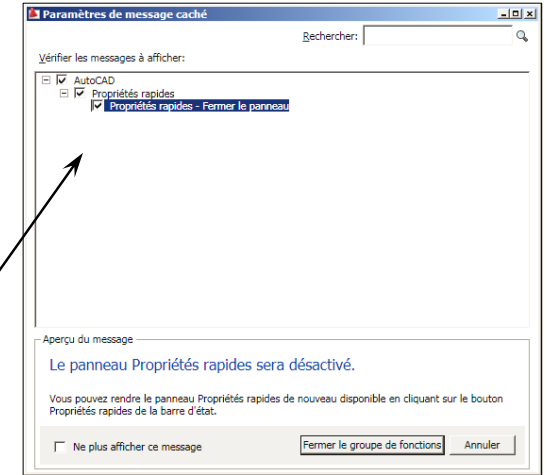 Paramètres de message caché
Rechercher:
Vérifier les messages à afficher:
AutoCAD
Propriétés rapides
Propriétés rapides - Fermer le panneau
Aperçu du message
Le panneau Propriétés rapides sera désactivé.
Vous pouvez rendre le panneau Propriétés rapides de nouveau disponible en cliquant sur le bouton
Propriétés rapides de la barre d'état.
Ne plus afficher ce message Fermer le groupe de fonctions Annuler